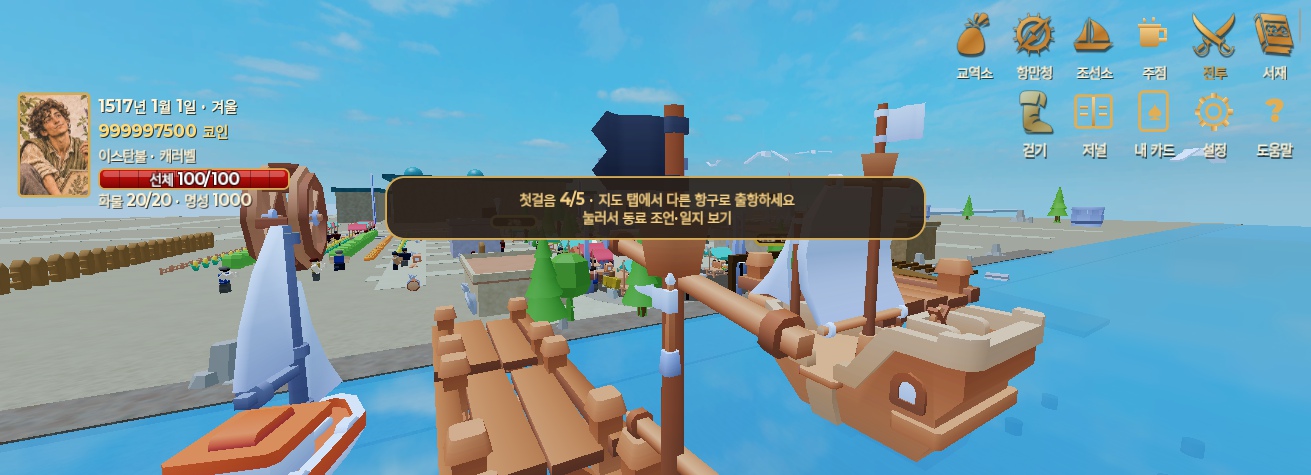 1517년 1월 1일 · 겨울
999997500 코인
이스탄불 · 캐러벨
선체 100/100
화물 20/20 · 명성 1000
첫걸음 4/5 · 지도 탭에서 다른 항구로 출항하세요
눌러서 동료 조언·일지 보기
교역소
항만청
조선소
주점
전투
서재
걷기
저널
내 카드
설정
?
도움말